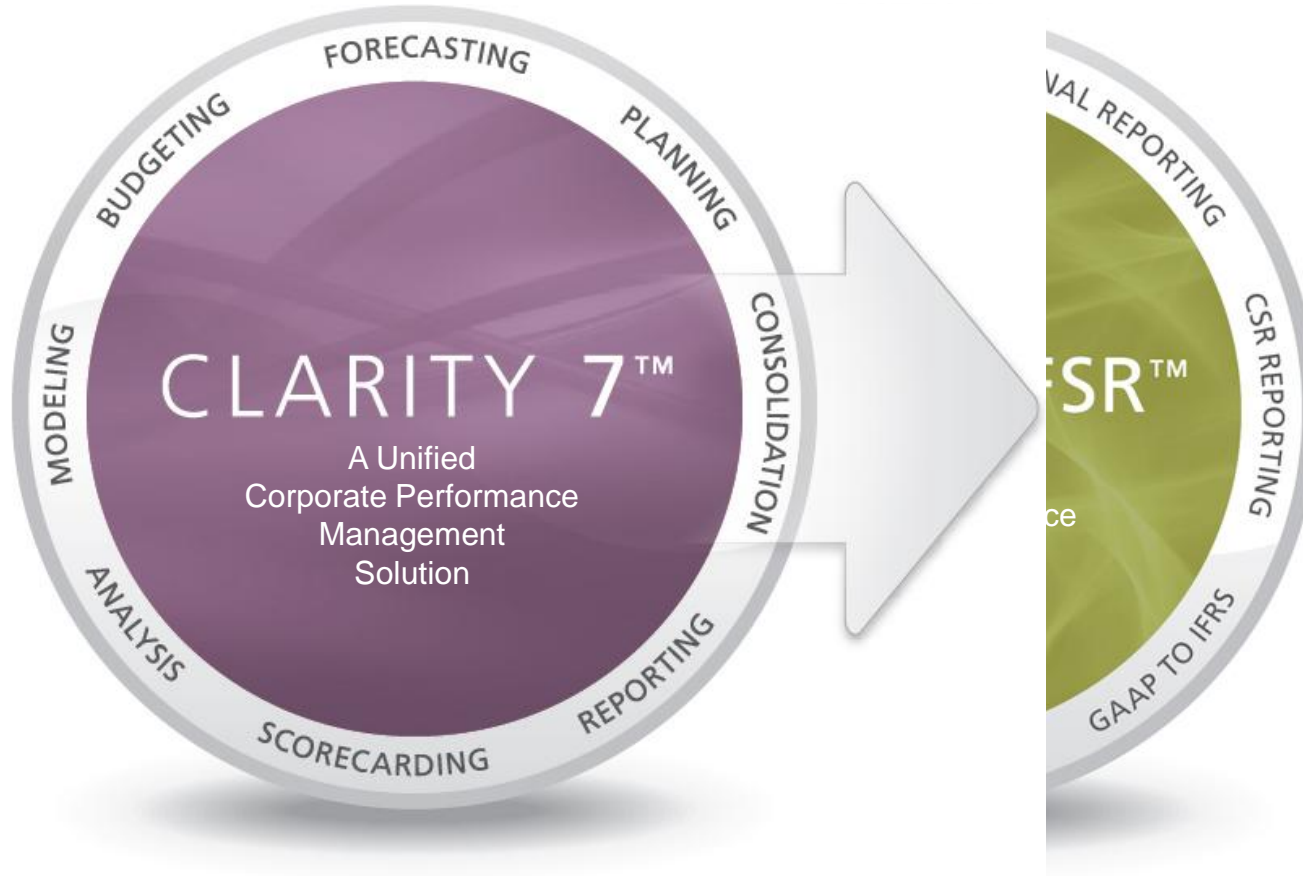 FORECASTING
BUDGETING
PLANNING
MODELING
CONSOLIDATION
CLARITY 7™
A Unified
Corporate Performance
Management
Solution
ANALYSIS
REPORTING
SCORECARDING
REPORTING
CSR REPORTING
FSR™
GAAP TO IFRS